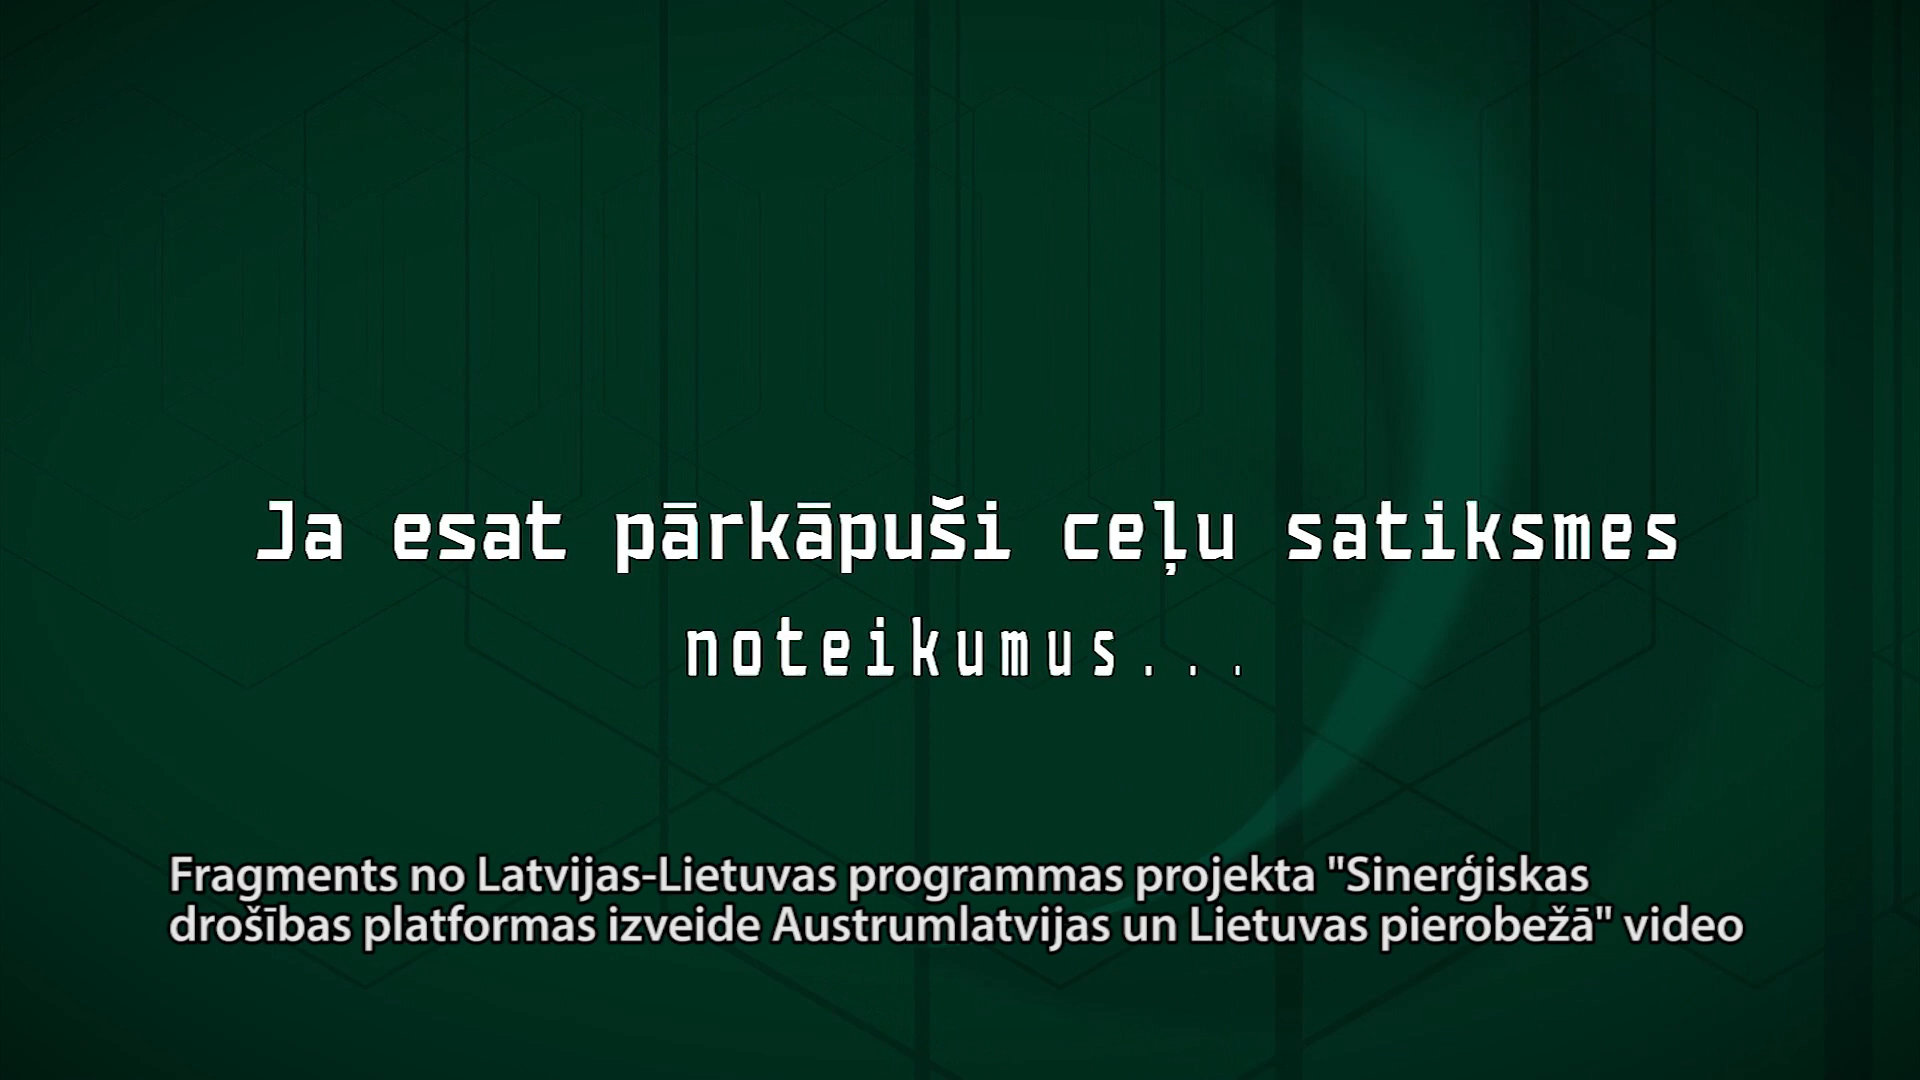 Ja esat pārkāpuši ceļu satiksmes
noteikumus...
Fragments no Latvijas-Lietuvas programmas projekta "Sinerģiskas
drošības platformas izveide Austrumlatvijas un Lietuvas pierobežā" video